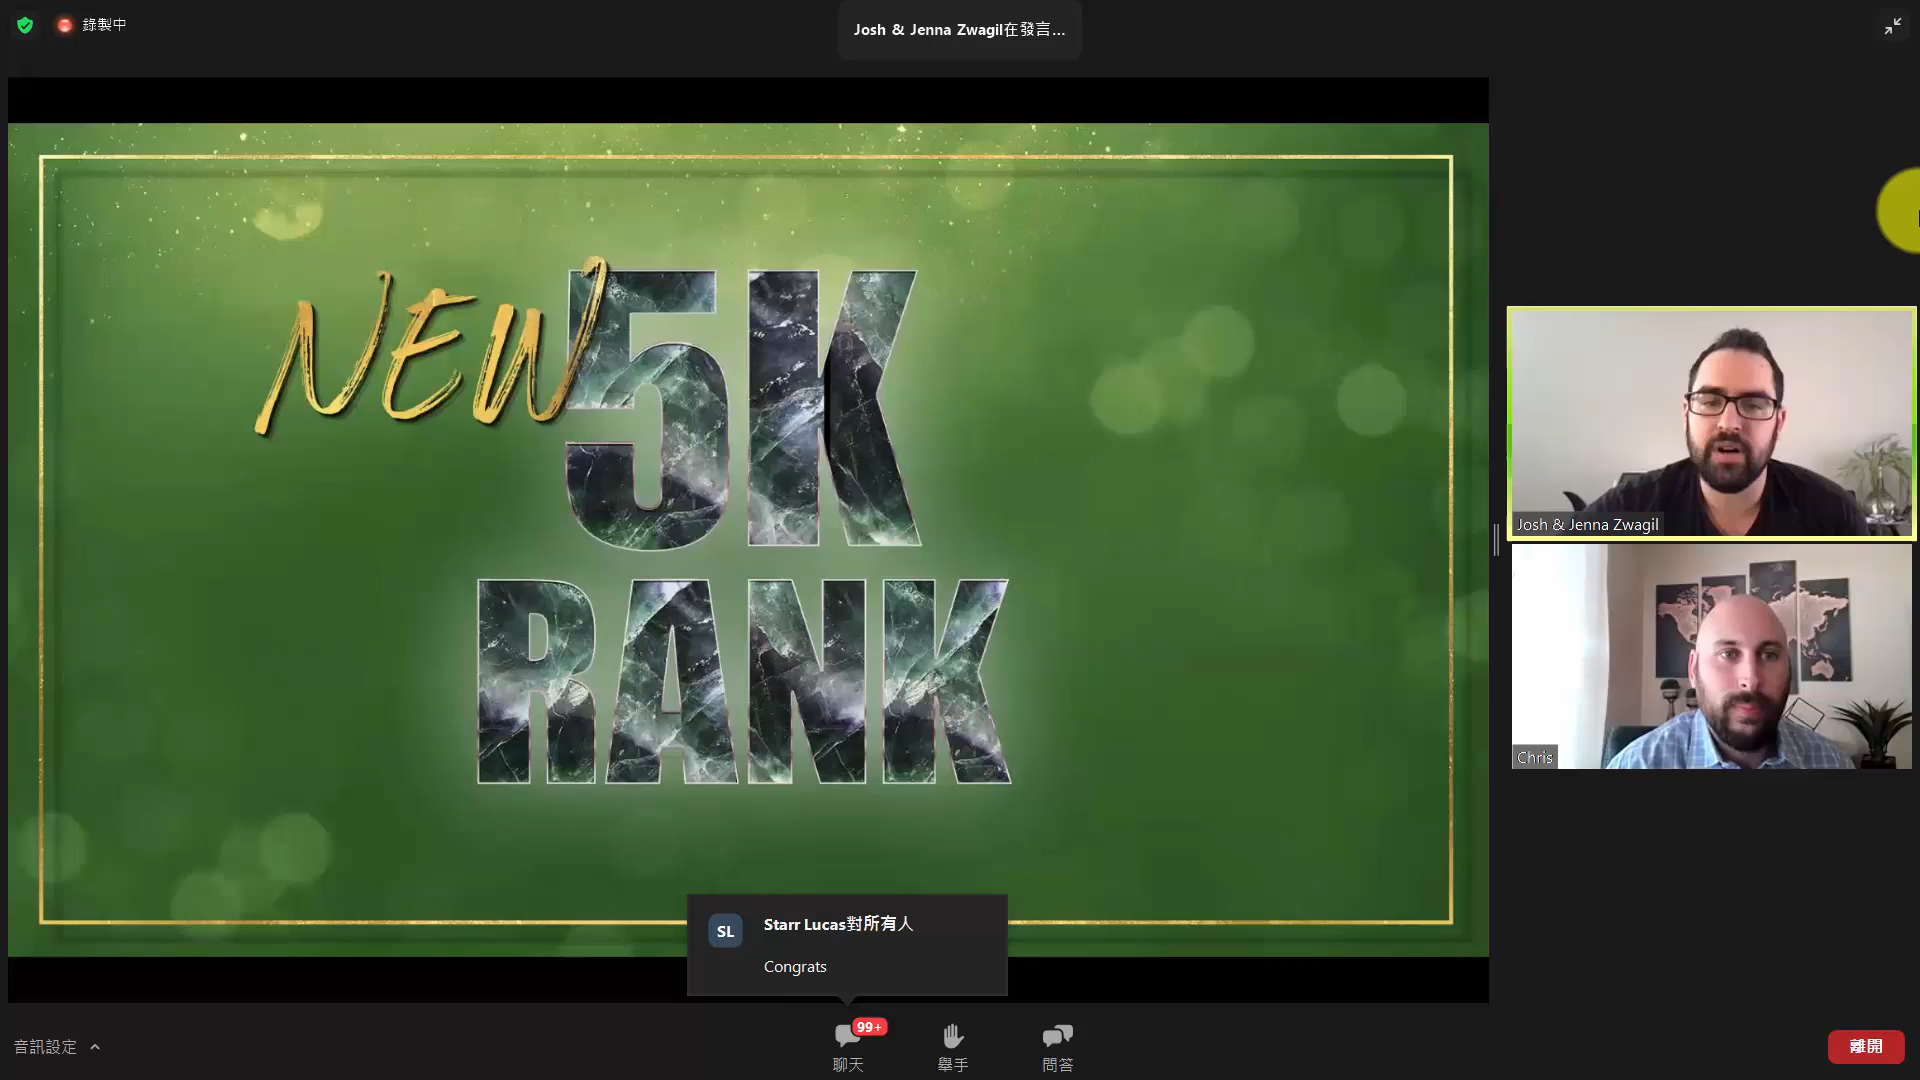 錄製中
Josh & Jenna Zwagil在發言...
NEW
5K
RANK
Josh & Jenna Zwagil
Chris
SL
Starr Lucas對所有人
Congrats
音訊設定
99+
聊天
舉手
問答
離開